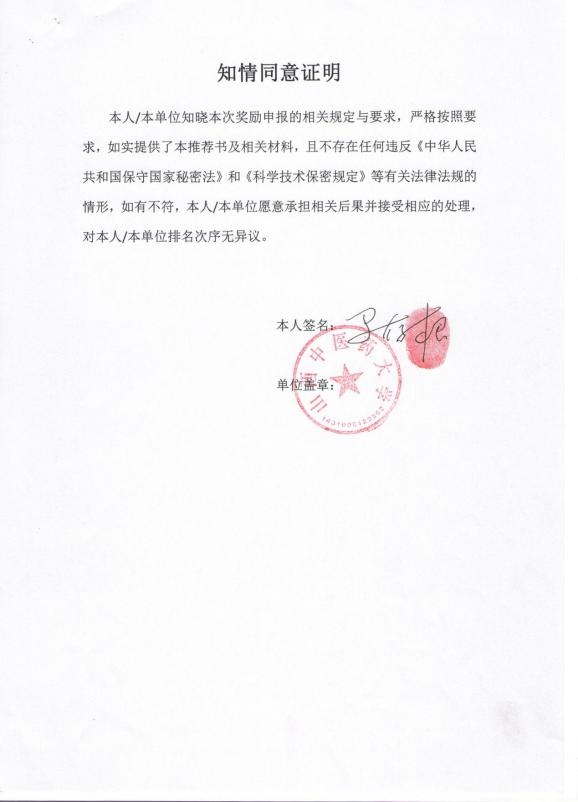 知情同意证明
本人/本单位知晓本次奖励申报的相关规定与要求，严格按照要
求，如实提供了本推荐书及相关材料，且不存在任何违反《中华人民
共和国保守国家秘密法》和《科学技术保密规定》等有关法律法规的
情形，如有不符，本人/本单位愿意承担相关后果并接受相应的处理，
对本人/本单位排名次序无异议。
本人签名：
山西中医药大学
单位盖章：